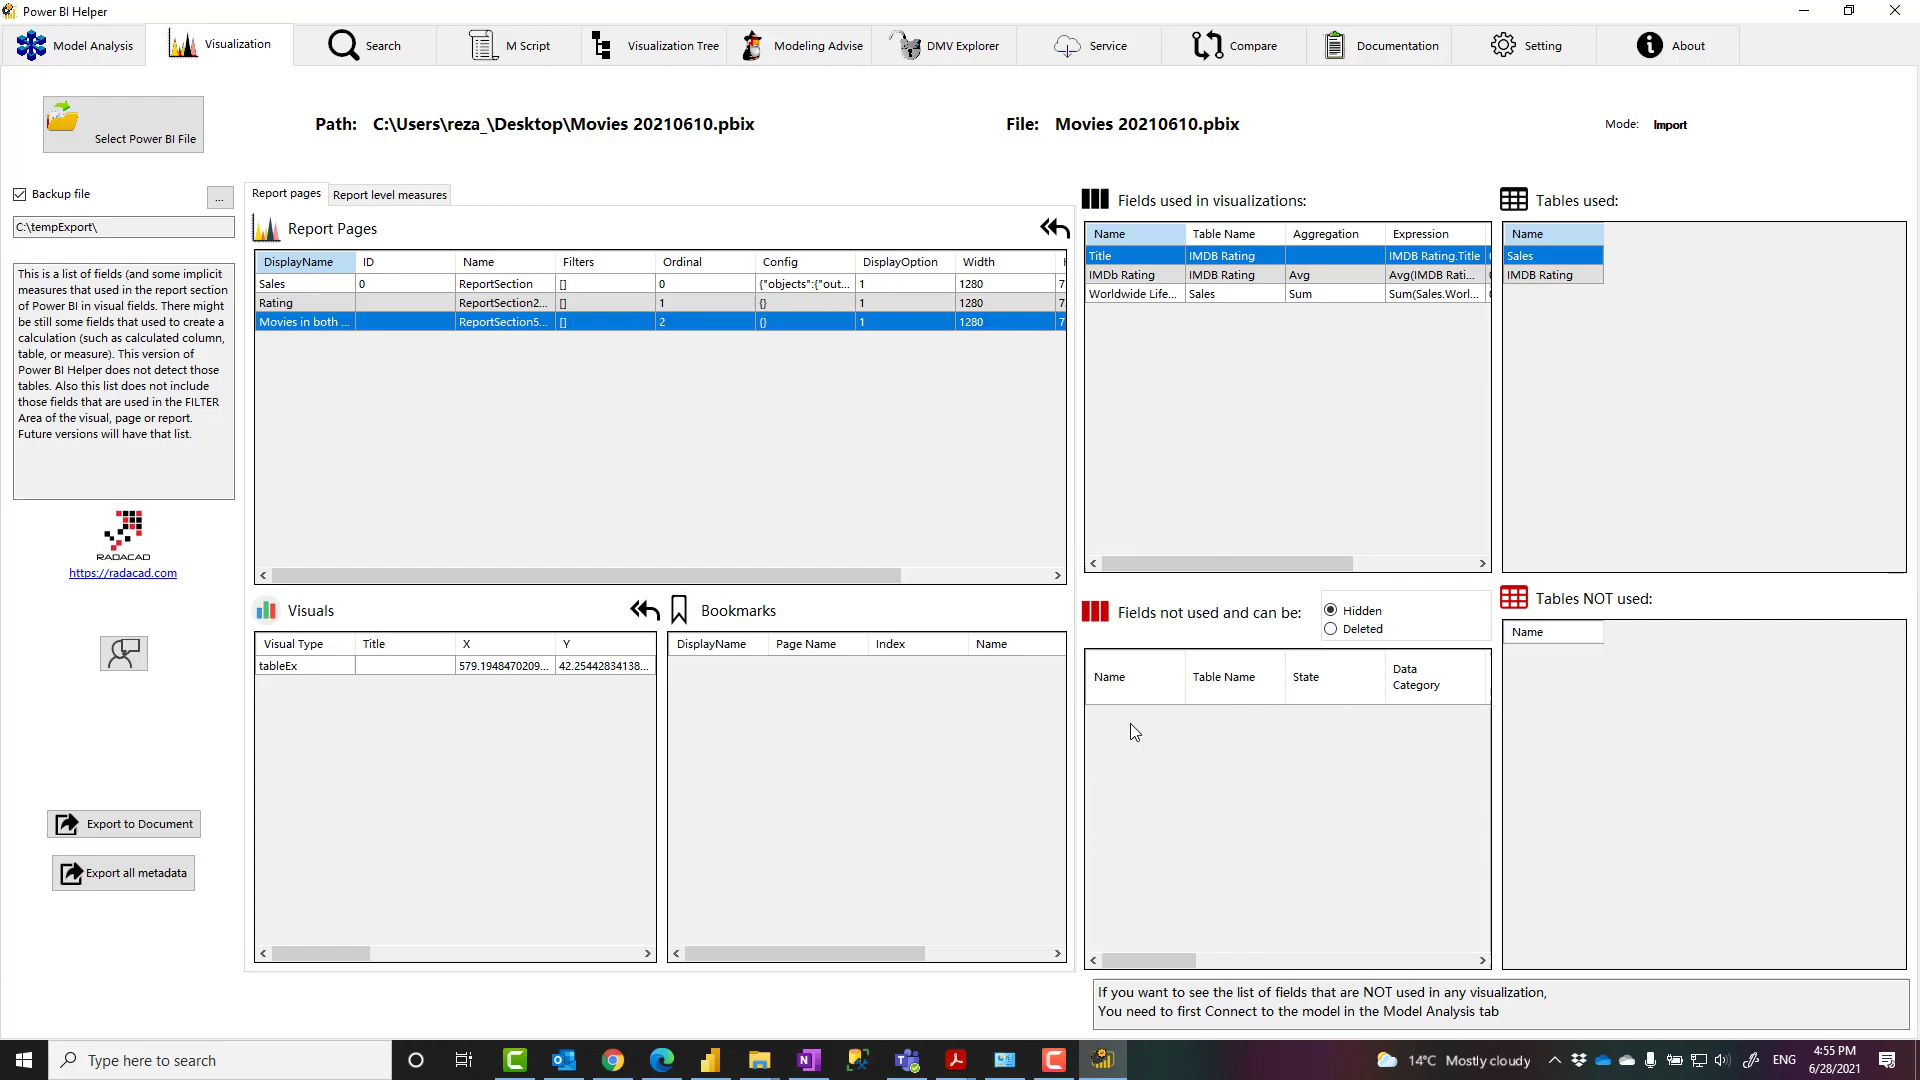 Power BI Helper
Model Analysis
Visualization
Search
M Script
Visualization Tree
Modeling Advise
DMV Explorer
Service
Compare
Documentation
Setting
About
Select Power BI File
Path: C:\Users\reza_\Desktop\Movies 20210610.pbix
File: Movies 20210610.pbix
Mode: Import
Backup file
...
C:\tempExport\
This is a list of fields (and some implicit
measures that used in the report section
of Power BI in visual fields. There might
be still some fields that used to create a
calculation (such as calculated column,
table, or measure). This version of
Power BI Helper does not detect those
tables. Also this list does not include
those fields that are used in the FILTER
Area of the visual, page or report.
Future versions will have that list.
RADACAD
https://radacad.com
Export to Document
Export all metadata
Report pages
Report level measures
Report Pages
DisplayName ID Name Filters Ordinal Config DisplayOption Width
Sales 0 ReportSection [] 0 {"objects":{"out... 1 1280 7
Rating ReportSection2... [] 1 {} 1 1280 7
Movies in both ... ReportSection5... [] 2 {} 1 1280 7
Visuals
Visual Type Title X Y
tableEx 579.1948470209... 42.25442834138...
Bookmarks
DisplayName Page Name Index Name
Fields used in visualizations:
Name Table Name Aggregation Expression
Title IMDB Rating IMDB Rating.Title
IMDb Rating IMDB Rating Avg Avg(IMDB Rati...
Worldwide Life... Sales Sum Sum(Sales.Worl...
Tables used:
Name
Sales
IMDB Rating
Fields not used and can be:
Hidden
Deleted
Name Table Name State Data Category
Tables NOT used:
Name
If you want to see the list of fields that are NOT used in any visualization,
You need to first Connect to the model in the Model Analysis tab
Type here to search
14°C Mostly cloudy
ENG
4:55 PM
6/28/2021